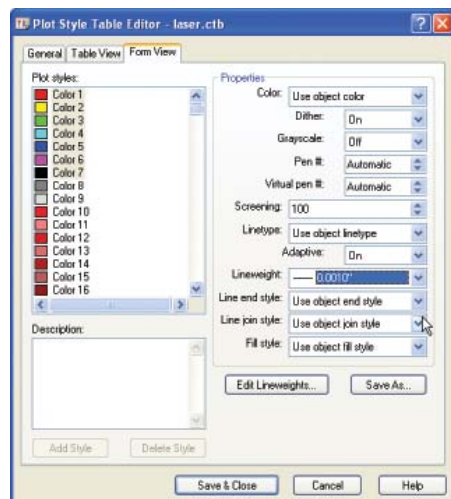 Plot Style Table Editor - laser.ctb
General Table View Form View
Plot styles:
Color 1
Color 2
Color 3
Color 4
Color 5
Color 6
Color 7
Color 8
Color 9
Color 10
Color 11
Color 12
Color 13
Color 14
Color 15
Color 16
Description:
Add Style Delete Style
Properties
Color: Use object color
Dither: On
Grayscale: Off
Pen #: Automatic
Virtual pen #: Automatic
Screening: 100
Linetype: Use object linetype
Adaptive: On
Lineweight: 0.0010"
Line end style: Use object end style
Line join style: Use object join style
Fill style: Use object fill style
Edit Lineweights... Save As...
Save & Close Cancel Help